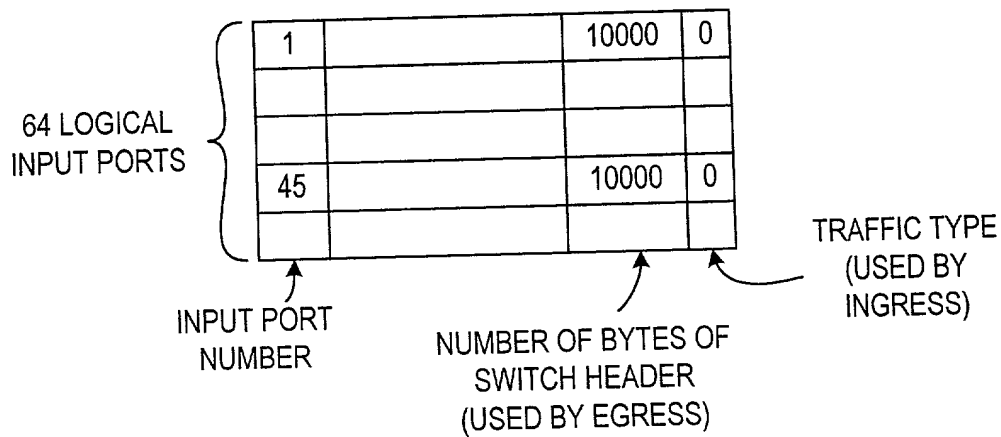 1 10000 0
64 LOGICAL
INPUT PORTS
45 10000 0
TRAFFIC TYPE
(USED BY
INGRESS)
INPUT PORT
NUMBER
NUMBER OF BYTES OF
SWITCH HEADER
(USED BY EGRESS)